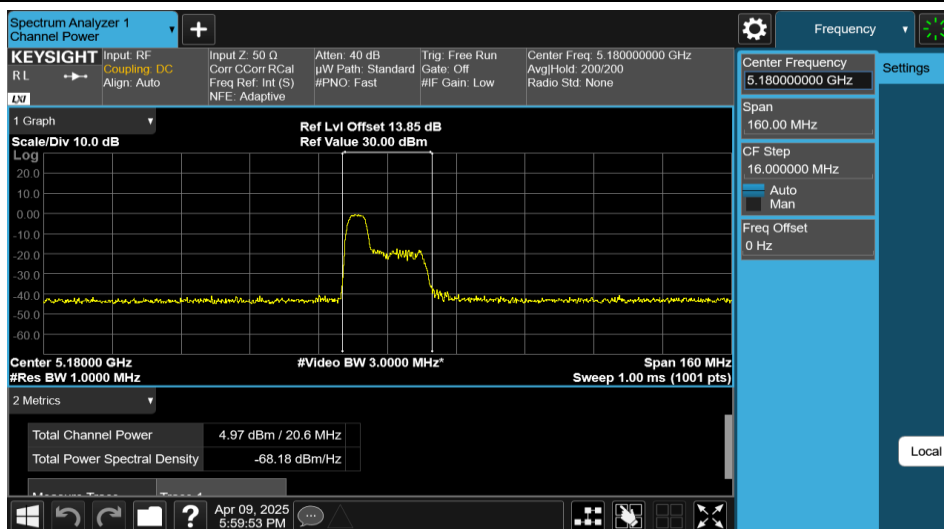 Spectrum Analyzer 1
Channel Power
Frequency
KEYSIGHT
RL
LXI
Input: RF
Coupling: DC
Align: Auto
Input Z: 50 Ω
Corr CCorr RCal
Freq Ref: Int (S)
NFE: Adaptive
Atten: 40 dB
µW Path: Standard
#PNO: Fast
Trig: Free Run
Gate: Off
#IF Gain: Low
Center Freq: 5.180000000 GHz
Avg|Hold: 200/200
Radio Std: None
Center Frequency
5.180000000 GHz
Settings
Span
160.00 MHz
CF Step
16.000000 MHz
Auto
Man
Freq Offset
0 Hz
Local
1 Graph
Scale/Div 10.0 dB
Ref Lvl Offset 13.85 dB
Ref Value 30.00 dBm
Log
20.0
10.0
0.00
-10.0
-20.0
-30.0
-40.0
-50.0
-60.0
Center 5.18000 GHz
#Video BW 3.0000 MHz*
Span 160 MHz
#Res BW 1.0000 MHz
Sweep 1.00 ms (1001 pts)
2 Metrics
Total Channel Power 4.97 dBm / 20.6 MHz
Total Power Spectral Density -68.18 dBm/Hz
Measure Trace Trace 1
Apr 09, 2025
5:59:53 PM